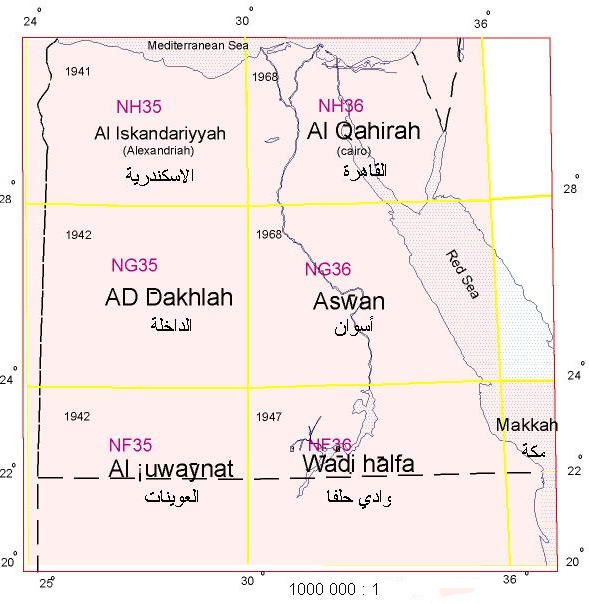 24°
30°
36°
Mediterranean Sea
1941
1968
NH35
NH36
Al Iskandariyyah
Al Qahirah
(Alexandriah)
(cairo)
الاسكندرية
القاهرة
28°
28°
1942
1968
NG35
NG36
Red Sea
AD Dakhlah
Aswan
الداخلة
أسوان
24°
24°
1942
1947
Makkah
مكة
NF35
NF36
Al ¡uwaynat
Wadi halfa
22°
22°
العوينات
وادي حلفا
20°
20°
25°
30°
36°
1000 000 : 1